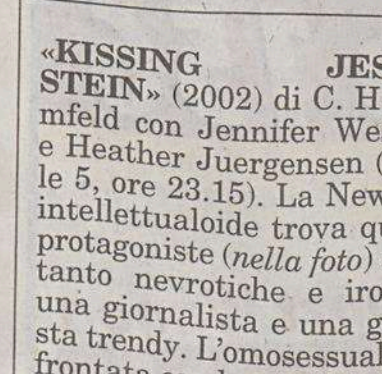 «KISSING JES
STEIN» (2002) di C. H
mfeld con Jennifer We
e Heather Juergensen (
le 5, ore 23.15). La New
intellettualoide trova qu
protagoniste (nella foto)
tanto nevrotiche e iro
una giornalista e una g
sta trendy. L'omosessual
frontata